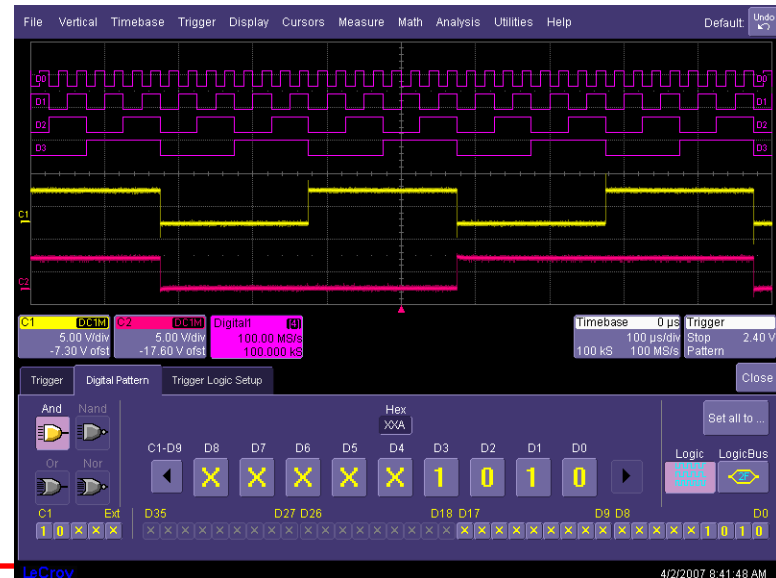 File Vertical Timebase Trigger Display Cursors Measure Math Analysis Utilities Help Default: Undo
D0 D0
D1 D1
D2 D2
D3 D3
C1
C2
C1 DC1M C2 DC1M Digital1 [4] Timebase 0 µs Trigger
5.00 V/div 5.00 V/div 100.00 MS/s 100 µs/div Stop 2.40 V
-7.30 V ofst -17.60 V ofst 100.000 kS 100 kS 100 MS/s Pattern
Trigger Digital Pattern Trigger Logic Setup Close
And Nand Hex Set all to ...
XXA
C1-D9 D8 D7 D6 D5 D4 D3 D2 D1 D0 Logic LogicBus
X X X X X 1 0 1 0 2F
Or Nor
C1 Ext D35 D27 D26 D18 D17 D9 D8 D0
1 0 X X X X X X X X X X X X X X X X X X X X X X X X X X X X X X X X X X X X X 1 0 1 0
LeCroy 4/2/2007 8:41:48 AM